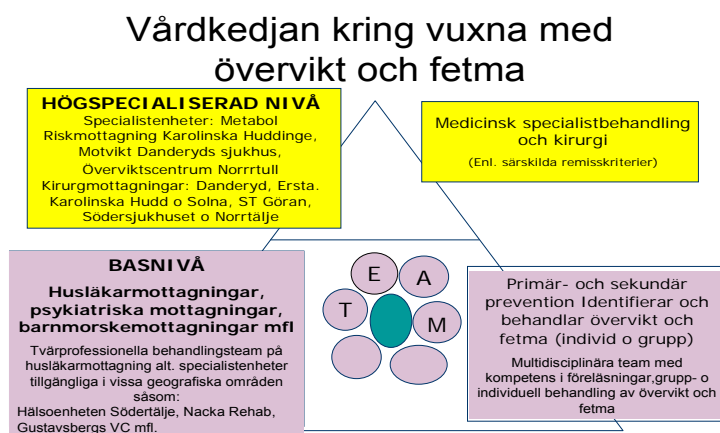 Vårdkedjan kring vuxna med
övervikt och fetma
HÖGSPECIALISERAD NIVÅ
Specialistenheter: Metabol
Riskmottagning Karolinska Huddinge,
Motvikt Danderyds sjukhus,
Överviktscentrum Norrrtull
Kirurgmottagningar: Danderyd, Ersta.
Karolinska Hudd o Solna, ST Göran,
Södersjukhuset o Norrtälje
Medicinsk specialistbehandling
och kirurgi
(Enl. särskilda remisskriterier)
BASNIVÅ
Husläkarmottagningar,
psykiatriska mottagningar,
barnmorskemottagningar mfl
Tvärprofessionella behandlingsteam på
husläkarmottagning alt. specialistenheter
tillgängliga i vissa geografiska områden
såsom:
Hälsoenheten Södertälje, Nacka Rehab,
Gustavsbergs VC mfl.
T
E
A
M
Primär- och sekundär
prevention Identifierar och
behandlar övervikt och
fetma (individ o grupp)
Multidisciplinära team med
kompetens i föreläsningar,grupp- o
individuell behandling av övervikt och
fetma